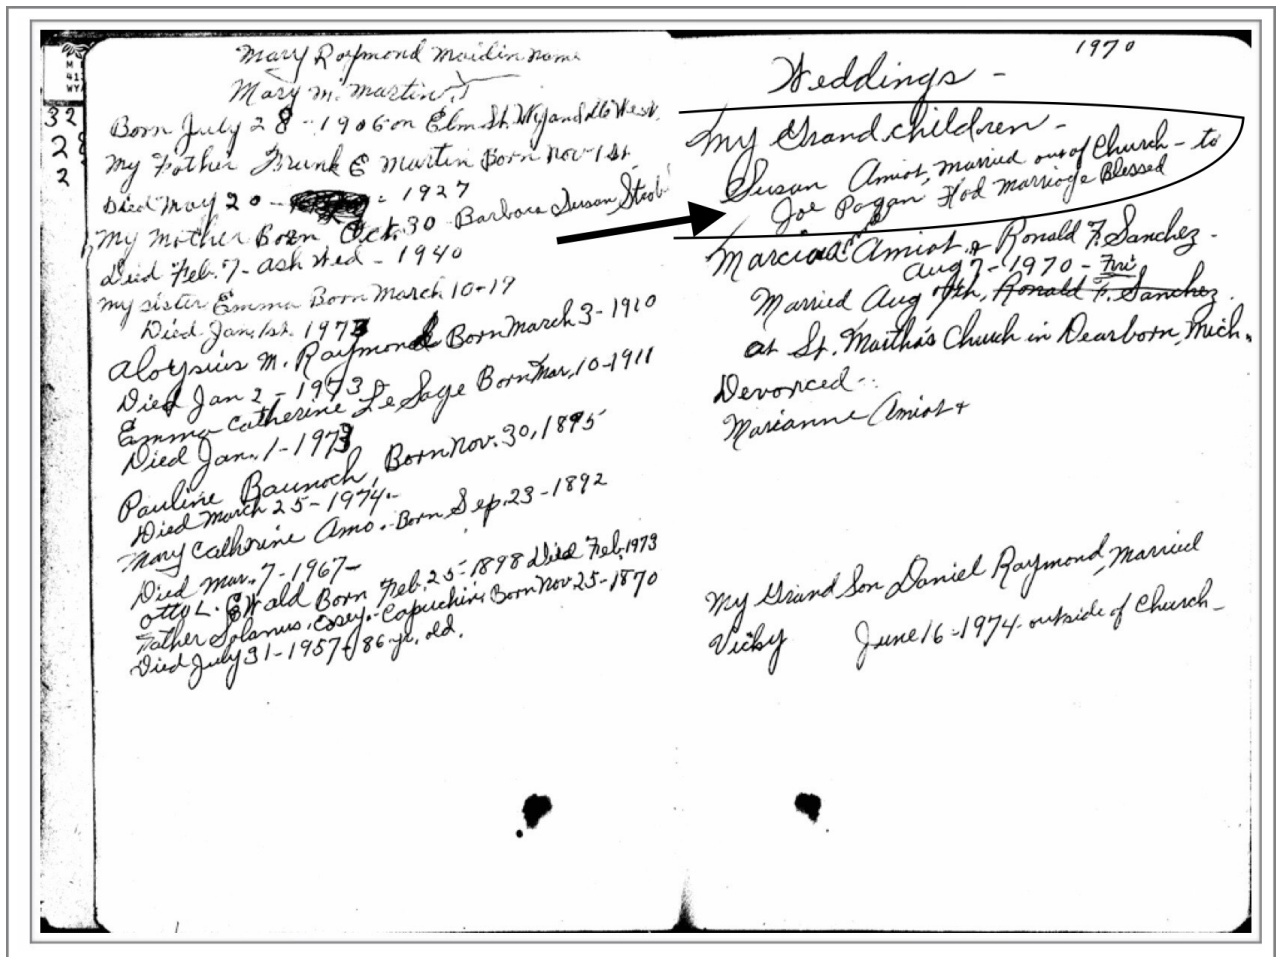 Mary Raymond Maidin name
Mary M. Martin
Born July 28 - 1906 on Elm St. Wyandotte West.
My Father Frank E Martin Born Nov 1st
Died May 20 - 1927
My Mother Born Oct. 30 - Barbara Susan
Died Feb. 7 - Ash Wed - 1940
my sister Emma Born March 10 - 19
Died Jan. 1st. 1973
Aloysius M. Raymond Born March 3 - 1910
Died Jan 2 - 1973
Emma Catherine Le Sage Born Mar. 10 - 1911
Died Jan. 1 - 1973
Pauline Baunoch, Born Nov. 30, 1895
Died March 25 - 1974 -
Mary Cathrine Amo. Born Sep. 23 - 1892
Died Mar. 7 - 1967 -
Otto L. Ewald Born Feb. 25 - 1898 Died Feb. 1973
Father Solanus. Casey. Capuchin. Born Nov 25 - 1870
Died July 31 - 1957 - 86 yr. old.
32
2
2
1970
Weddings -
My Grand children -
Susan Amiot, married out of Church - to
Joe Pagan Had marriage Blessed
Marcia Amiot & Ronald F. Sanchez -
Aug 7 - 1970 - Fri
Married Aug 7th, Ronald F. Sanchez
at St. Martha's Church in Dearborn, Mich.
Devorced -
Marianne Amiot &
My Grand Son Daniel Raymond, Married
Vicky June 16 - 1974 - outside of Church -